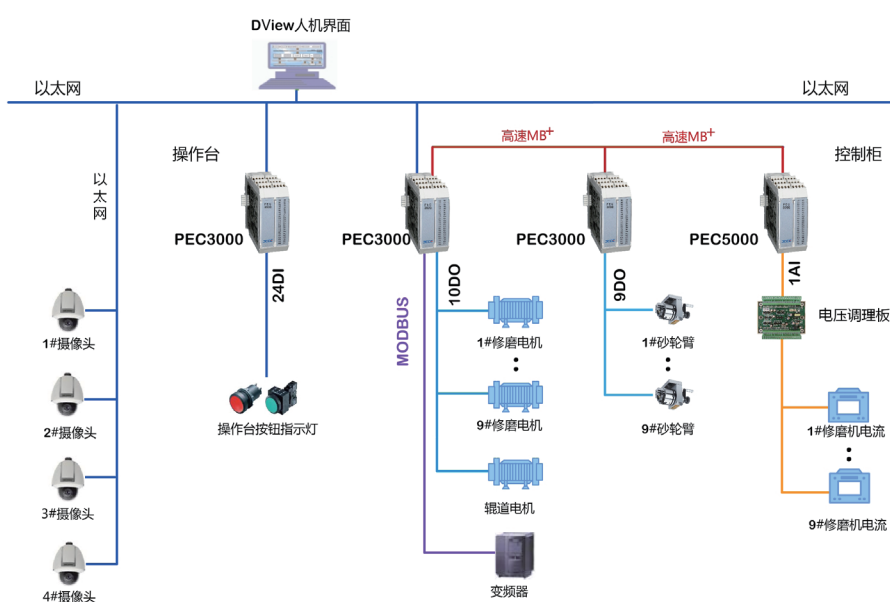 DView人机界面
以太网
以太网
高速MB+
高速MB+
操作台
控制柜
以太网
PEC3000
PEC3000
PEC3000
PEC5000
24DI
10DO
9DO
1AI
MODBUS
电压调理板
1#摄像头
1#修磨电机
1#砂轮臂
2#摄像头
操作台按钮指示灯
9#修磨电机
9#砂轮臂
1#修磨机电流
3#摄像头
辊道电机
9#修磨机电流
4#摄像头
变频器